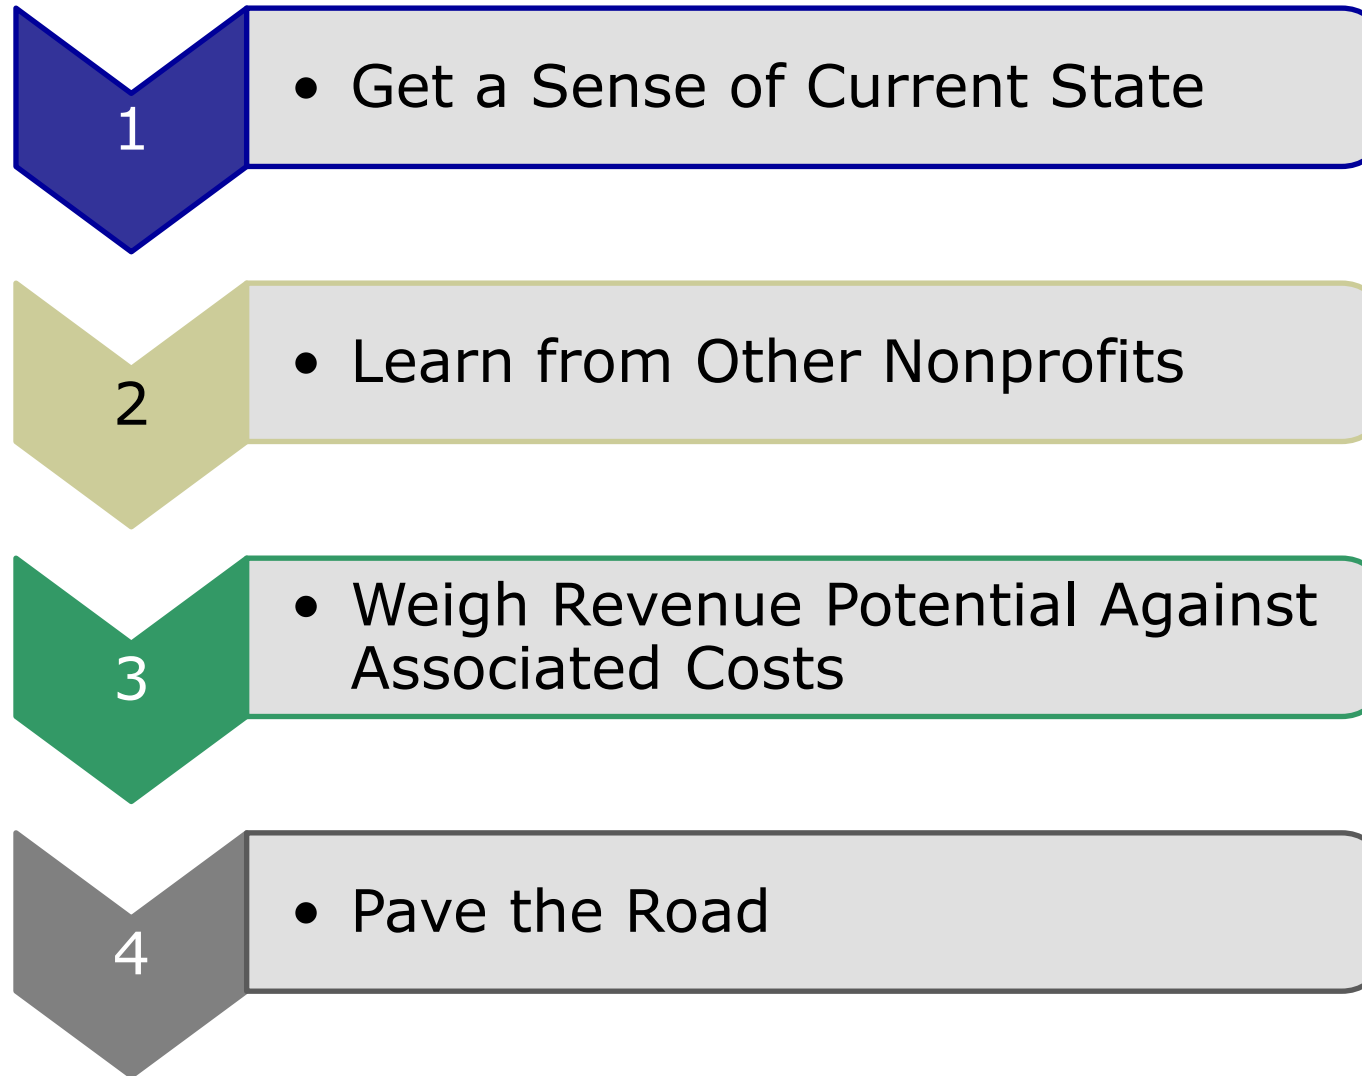 1
• Get a Sense of Current State
2
• Learn from Other Nonprofits
3
• Weigh Revenue Potential Against
Associated Costs
4
• Pave the Road